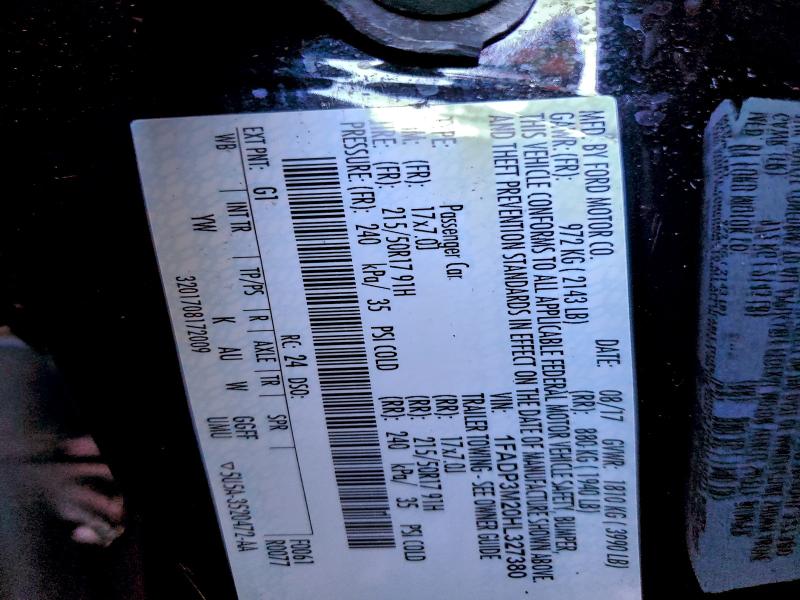 MFD. BY FORD MOTOR CO.
DATE: 08/17 GVWR: 1810 KG (3990 LB)
GAWR: (FR): 972 KG (2143 LB) (RR): 880 KG (1940 LB)
THIS VEHICLE CONFORMS TO ALL APPLICABLE FEDERAL MOTOR VEHICLE SAFETY, BUMPER,
AND THEFT PREVENTION STANDARDS IN EFFECT ON THE DATE OF MANUFACTURE SHOWN ABOVE.
VIN: 1FADP3N20HL327380
Passenger Car TRAILER TOWING - SEE OWNER GUIDE
(FR): 17x7.0J (RR): 17x7.0J
(FR): 215/50R17 91H (RR): 215/50R17 91H
PRESSURE: (FR): 240 kPa/ 35 PSI COLD (RR): 240 kPa/ 35 PSI COLD
F0061
R0077
RC: 24 DSO:
EXT PNT: G1
WB INT TR TP/PS R AXLE TR SPR
YW K AU W GGFF
UMU
3201708172009 5U5A-3520472-AA